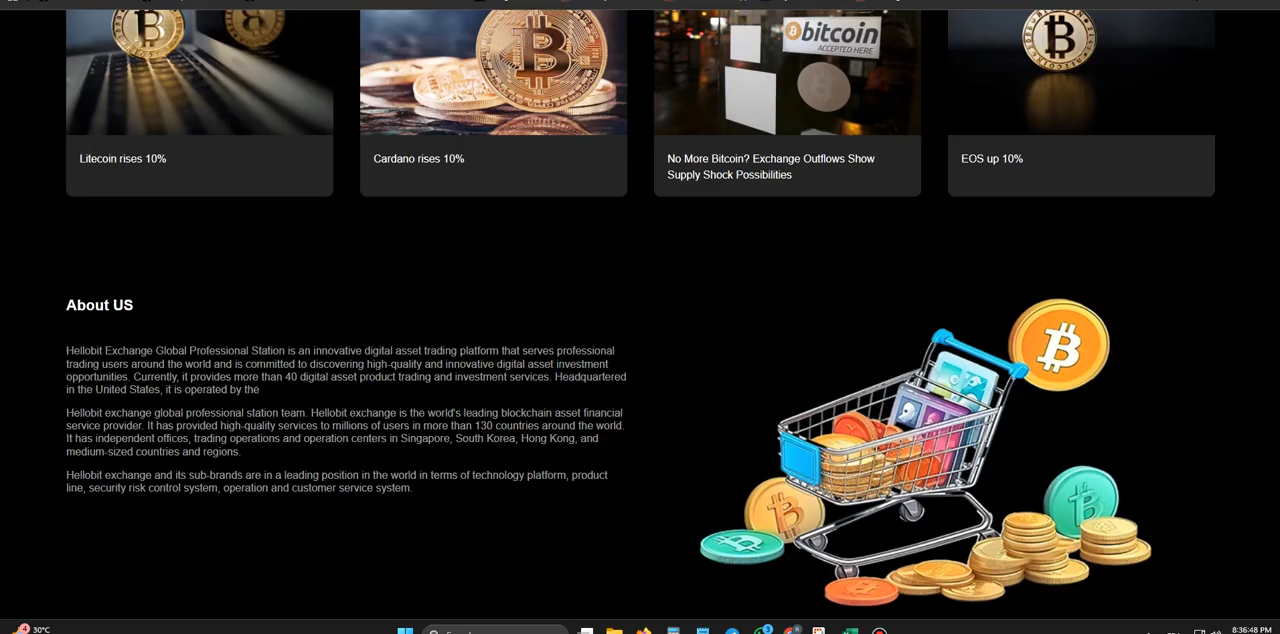 bitcoin
ACCEPTED HERE
Litecoin rises 10%
Cardano rises 10%
No More Bitcoin? Exchange Outflows Show
Supply Shock Possibilities
EOS up 10%
About US
Hellobit Exchange Global Professional Station is an innovative digital asset trading platform that serves professional
trading users around the world and is committed to discovering high-quality and innovative digital asset investment
opportunities. Currently, it provides more than 40 digital asset product trading and investment services. Headquartered
in the United States, it is operated by the
Hellobit exchange global professional station team. Hellobit exchange is the world's leading blockchain asset financial
service provider. It has provided high-quality services to millions of users in more than 130 countries around the world.
It has independent offices, trading operations and operation centers in Singapore, South Korea, Hong Kong, and
medium-sized countries and regions.
Hellobit exchange and its sub-brands are in a leading position in the world in terms of technology platform, product
line, security risk control system, operation and customer service system.
4
30°C
8:36:48 PM